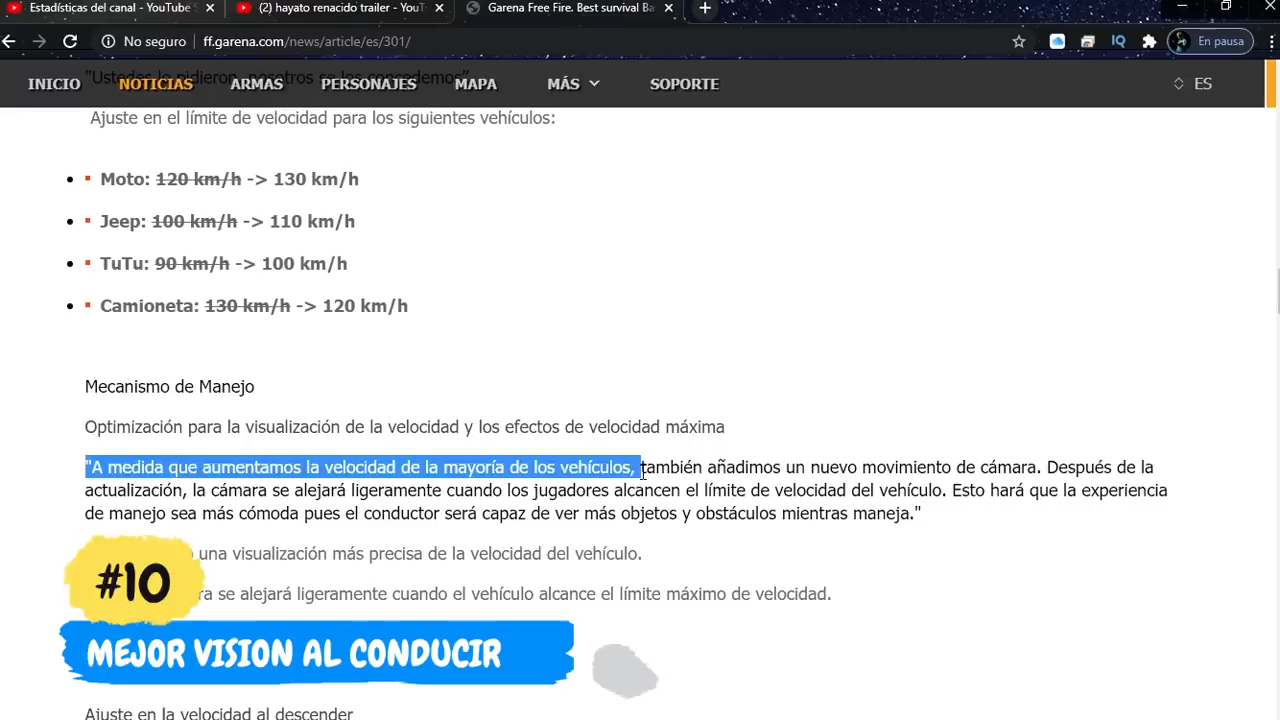 Estadísticas del canal - YouTube S
(2) hayato renacido trailer - YouT
Garena Free Fire. Best survival Ba
No seguro
ff.garena.com/news/article/es/301/
IQ
En pausa
"Ustedes lo pidieron, nosotros se los concedemos"
INICIO
NOTICIAS
ARMAS
PERSONAJES
MAPA
MÁS
SOPORTE
ES
Ajuste en el límite de velocidad para los siguientes vehículos:
Moto: 120 km/h -> 130 km/h
Jeep: 100 km/h -> 110 km/h
TuTu: 90 km/h -> 100 km/h
Camioneta: 130 km/h -> 120 km/h
Mecanismo de Manejo
Optimización para la visualización de la velocidad y los efectos de velocidad máxima
"A medida que aumentamos la velocidad de la mayoría de los vehículos, también añadimos un nuevo movimiento de cámara. Después de la
actualización, la cámara se alejará ligeramente cuando los jugadores alcancen el límite de velocidad del vehículo. Esto hará que la experiencia
de manejo sea más cómoda pues el conductor será capaz de ver más objetos y obstáculos mientras maneja."
una visualización más precisa de la velocidad del vehículo.
se alejará ligeramente cuando el vehículo alcance el límite máximo de velocidad.
#10
MEJOR VISION AL CONDUCIR
Ajuste en la velocidad al descender